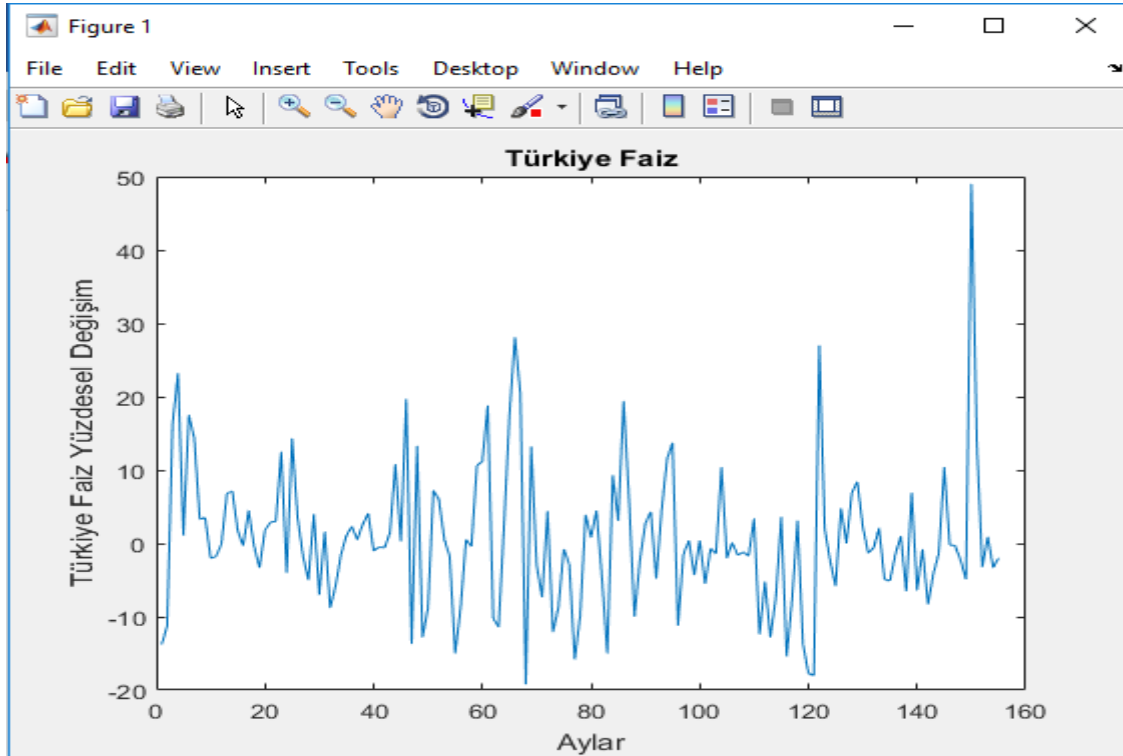 Figure 1
File Edit View Insert Tools Desktop Window Help
Türkiye Faiz
Türkiye Faiz Yüzdesel Değişim
50
40
30
20
10
0
-10
-20
0 20 40 60 80 100 120 140 160
Aylar